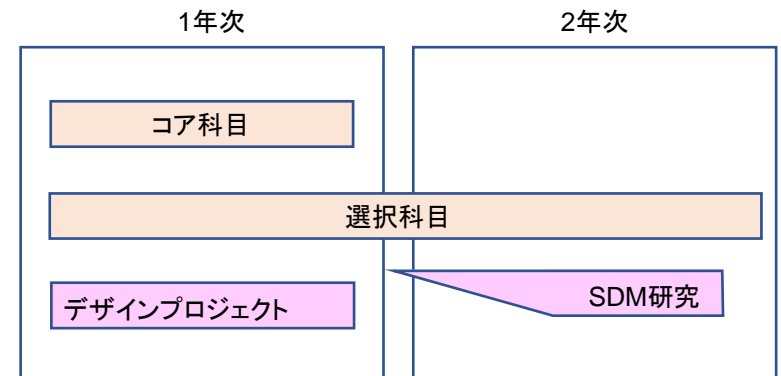 1年次
2年次
コア科目
選択科目
デザインプロジェクト
SDM研究